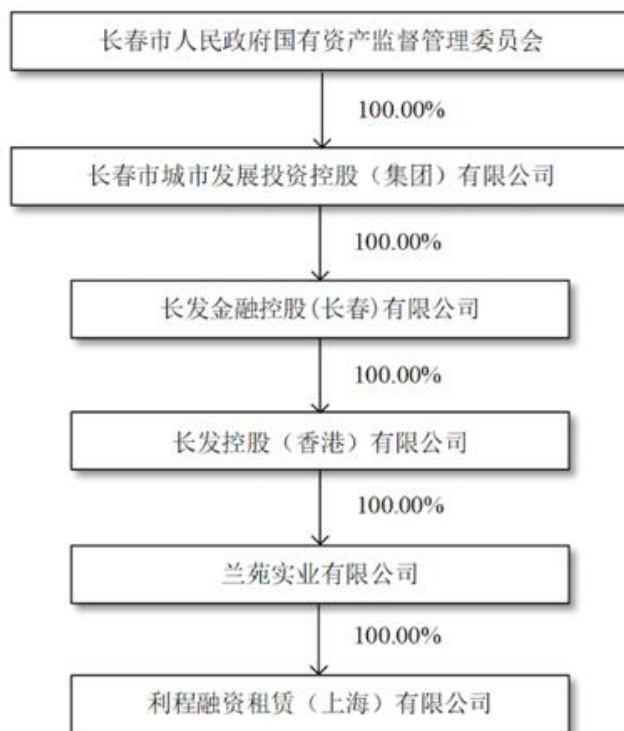 长春市人民政府国有资产监督管理委员会
100.00%
长春市城市发展投资控股（集团）有限公司
100.00%
长发金融控股(长春)有限公司
100.00%
长发控股（香港）有限公司
100.00%
兰苑实业有限公司
100.00%
利程融资租赁（上海）有限公司